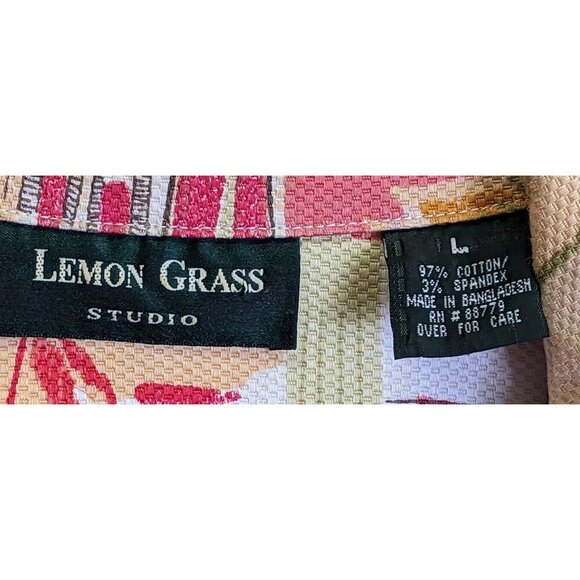 LEMON GRASS
STUDIO
L
97% COTTON/
3% SPANDEX
MADE IN BANGLADESH
RN # 88779
OVER FOR CARE